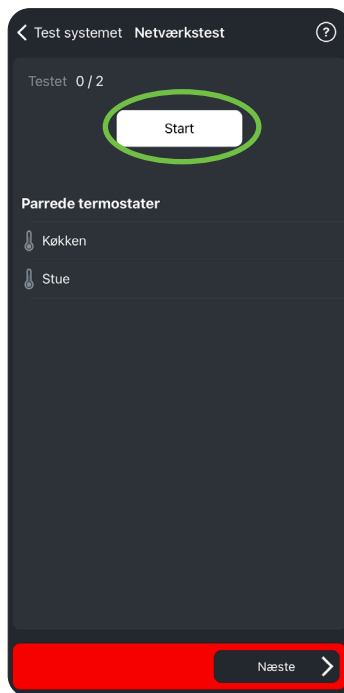 Test systemet Netværkstest ?
Testet 0 / 2
Start
Parrede termostater
Køkken
Stue
Næste